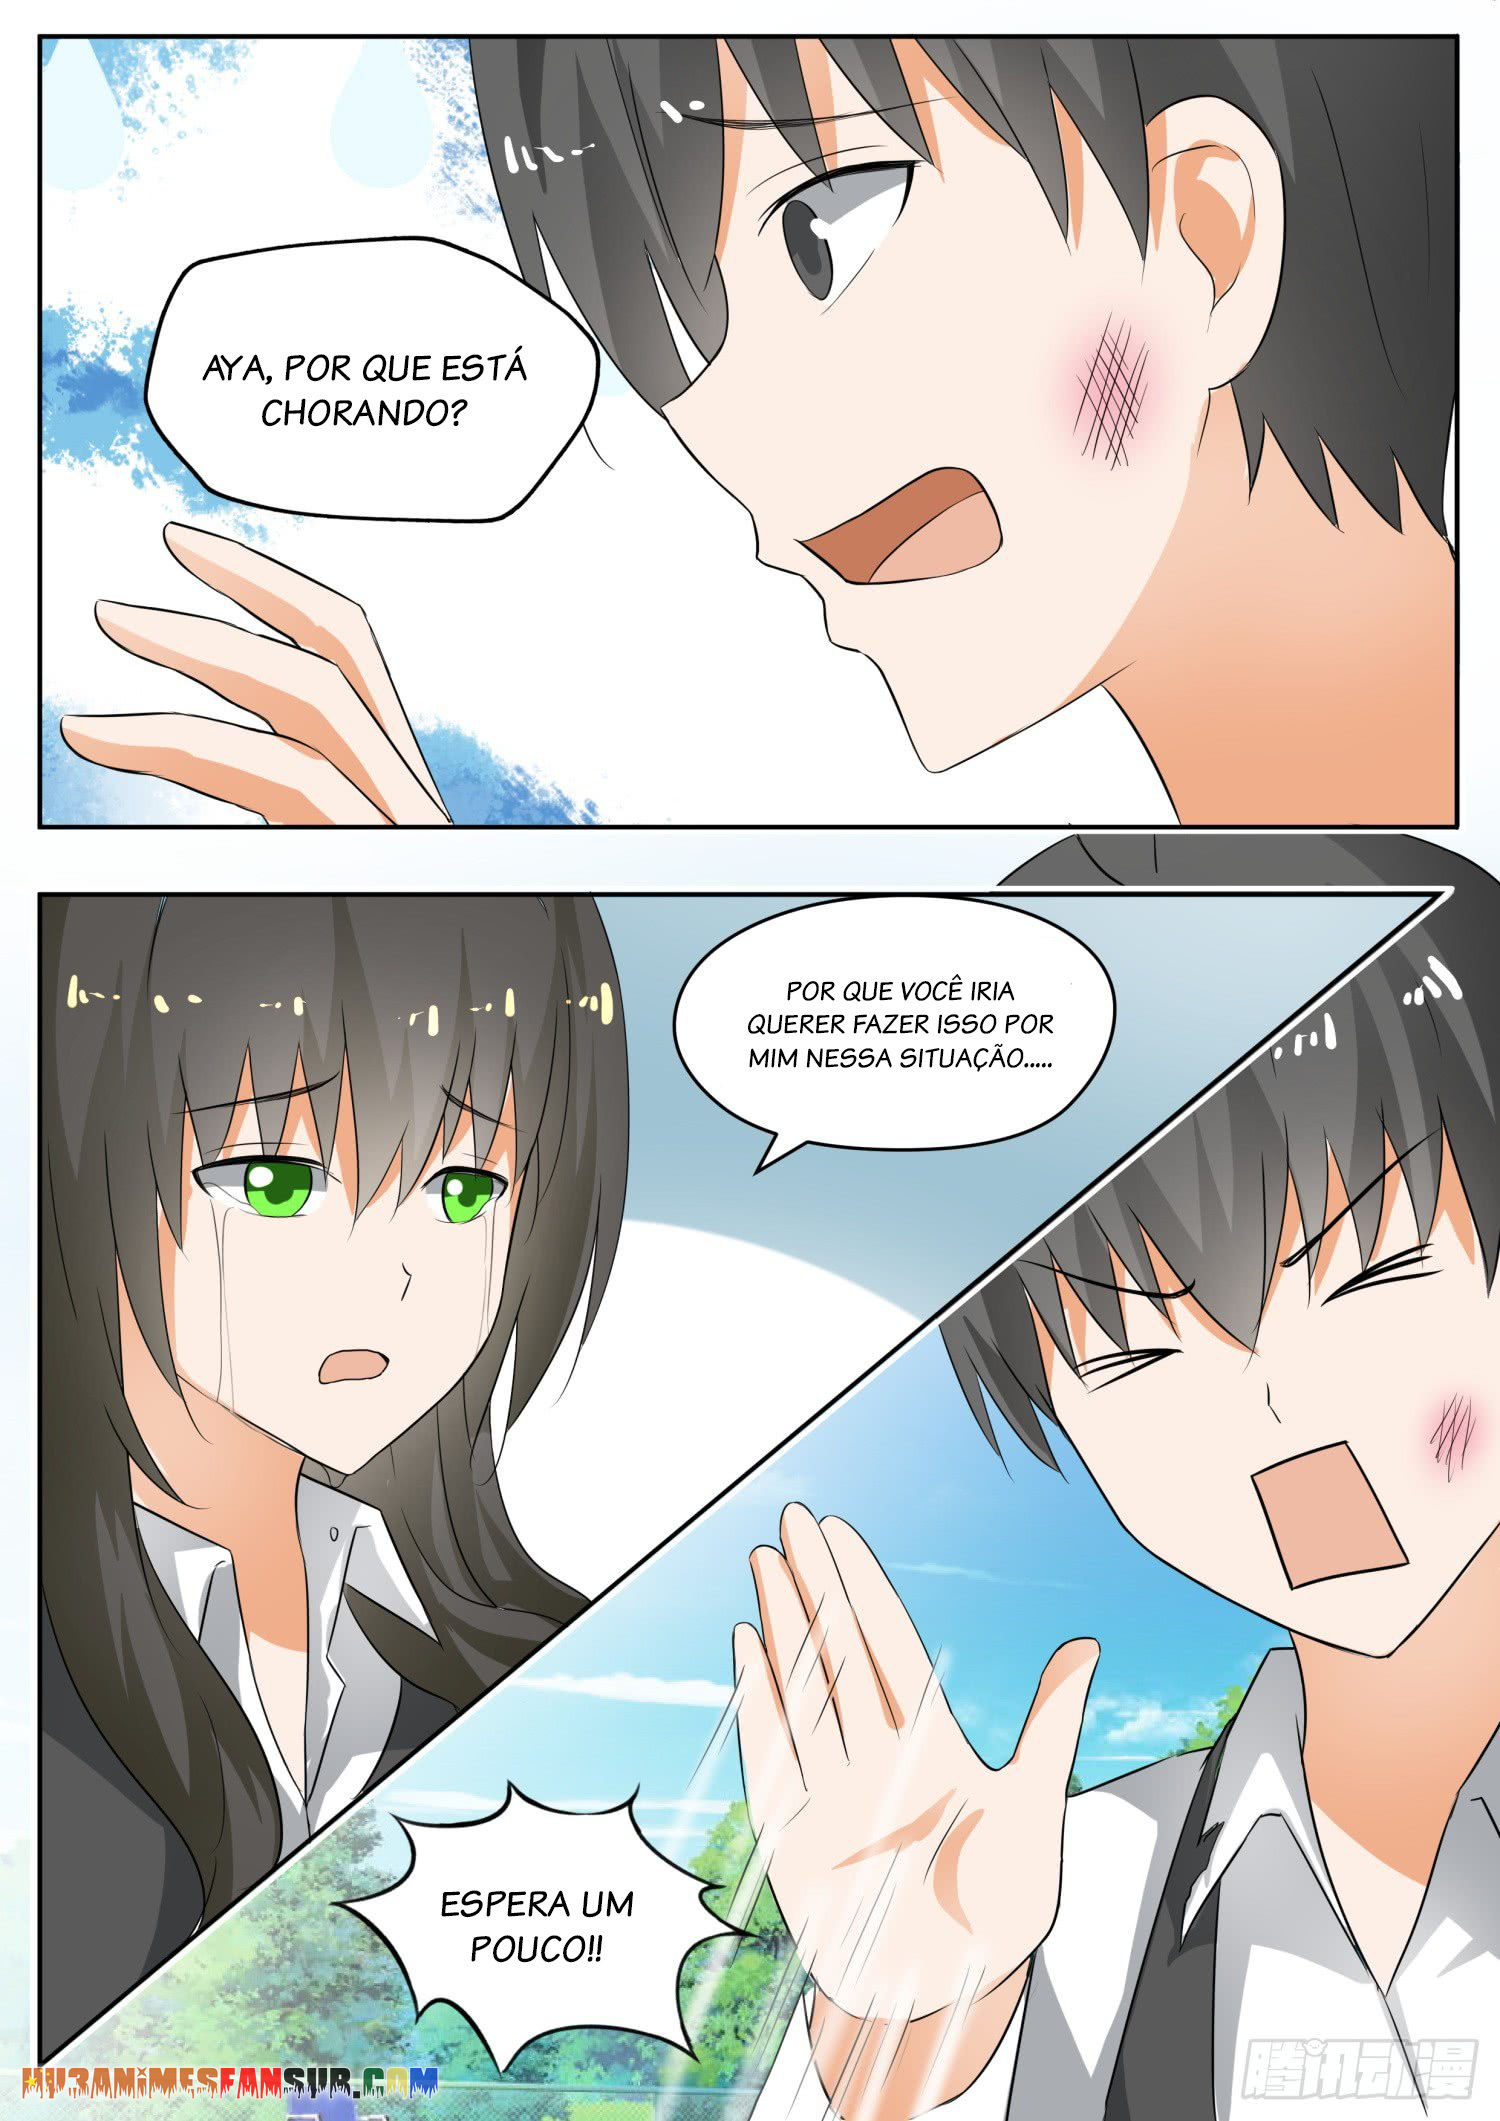 AYA, POR QUE ESTÁ
CHORANDO?
POR QUE VOCÊ IRIA
QUERER FAZER ISSO POR
MIM NESSA SITUAÇÃO.....
ESPERA UM
POUCO!!
HU3ANIMESFANSUB.COM
腾讯动漫